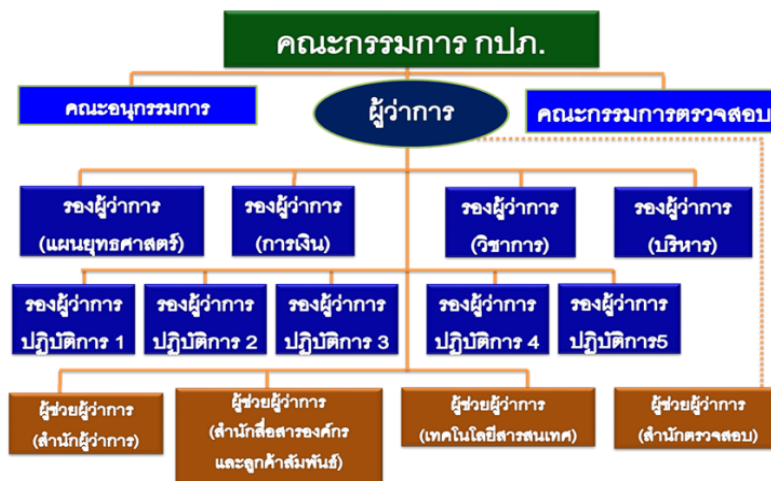 คณะกรรมการ กปภ.
คณะอนุกรรมการ
ผู้ว่าการ
คณะกรรมการตรวจสอบ
รองผู้ว่าการ
(แผนยุทธศาสตร์)
รองผู้ว่าการ
(การเงิน)
รองผู้ว่าการ
(วิชาการ)
รองผู้ว่าการ
(บริหาร)
รองผู้ว่าการ
ปฏิบัติการ 1
รองผู้ว่าการ
ปฏิบัติการ 2
รองผู้ว่าการ
ปฏิบัติการ 3
รองผู้ว่าการ
ปฏิบัติการ 4
รองผู้ว่าการ
ปฏิบัติการ5
ผู้ช่วยผู้ว่าการ
(สำนักผู้ว่าการ)
ผู้ช่วยผู้ว่าการ
(สำนักสื่อสารองค์กร
และลูกค้าสัมพันธ์)
ผู้ช่วยผู้ว่าการ
(เทคโนโลยีสารสนเทศ)
ผู้ช่วยผู้ว่าการ
(สำนักตรวจสอบ)